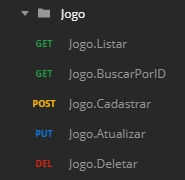 Jogo
GET Jogo.Listar
GET Jogo.BuscarPorID
POST Jogo.Cadastrar
PUT Jogo.Atualizar
DEL Jogo.Deletar